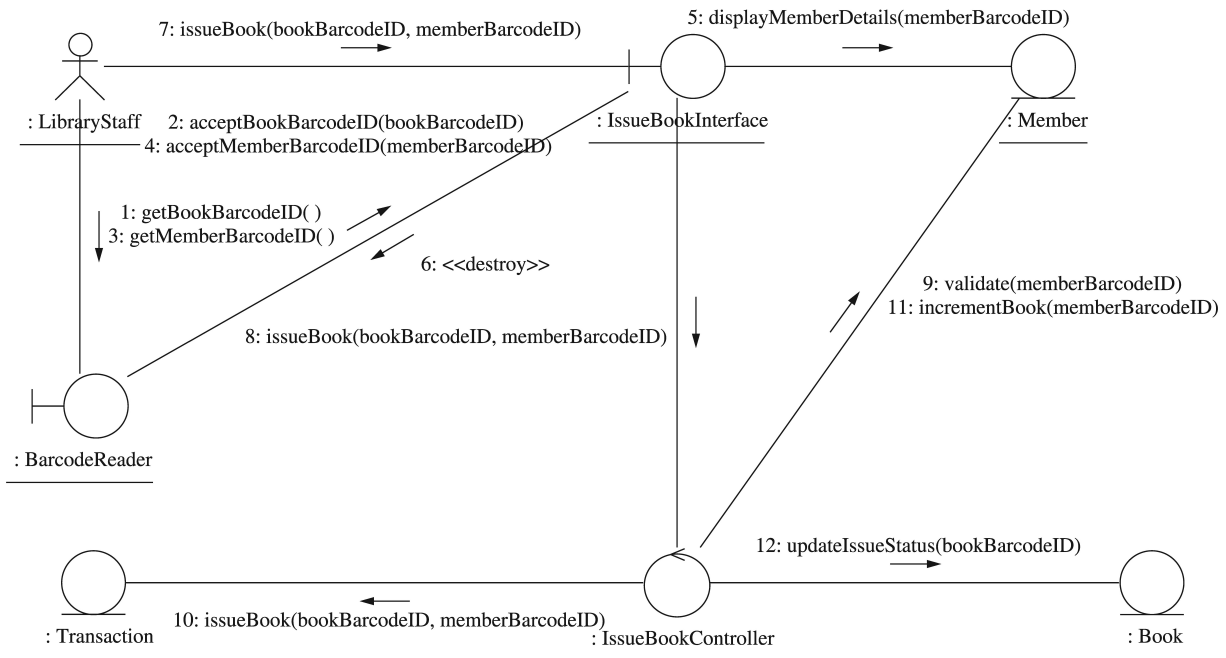 7: issueBook(bookBarcodeID, memberBarcodeID)
5: displayMemberDetails(memberBarcodeID)
: LibraryStaff
2: acceptBookBarcodeID(bookBarcodeID)
4: acceptMemberBarcodeID(memberBarcodeID)
: IssueBookInterface
: Member
1: getBookBarcodeID( )
3: getMemberBarcodeID( )
6: <<destroy>>
9: validate(memberBarcodeID)
11: incrementBook(memberBarcodeID)
8: issueBook(bookBarcodeID, memberBarcodeID)
: BarcodeReader
12: updateIssueStatus(bookBarcodeID)
10: issueBook(bookBarcodeID, memberBarcodeID)
: Transaction
: IssueBookController
: Book